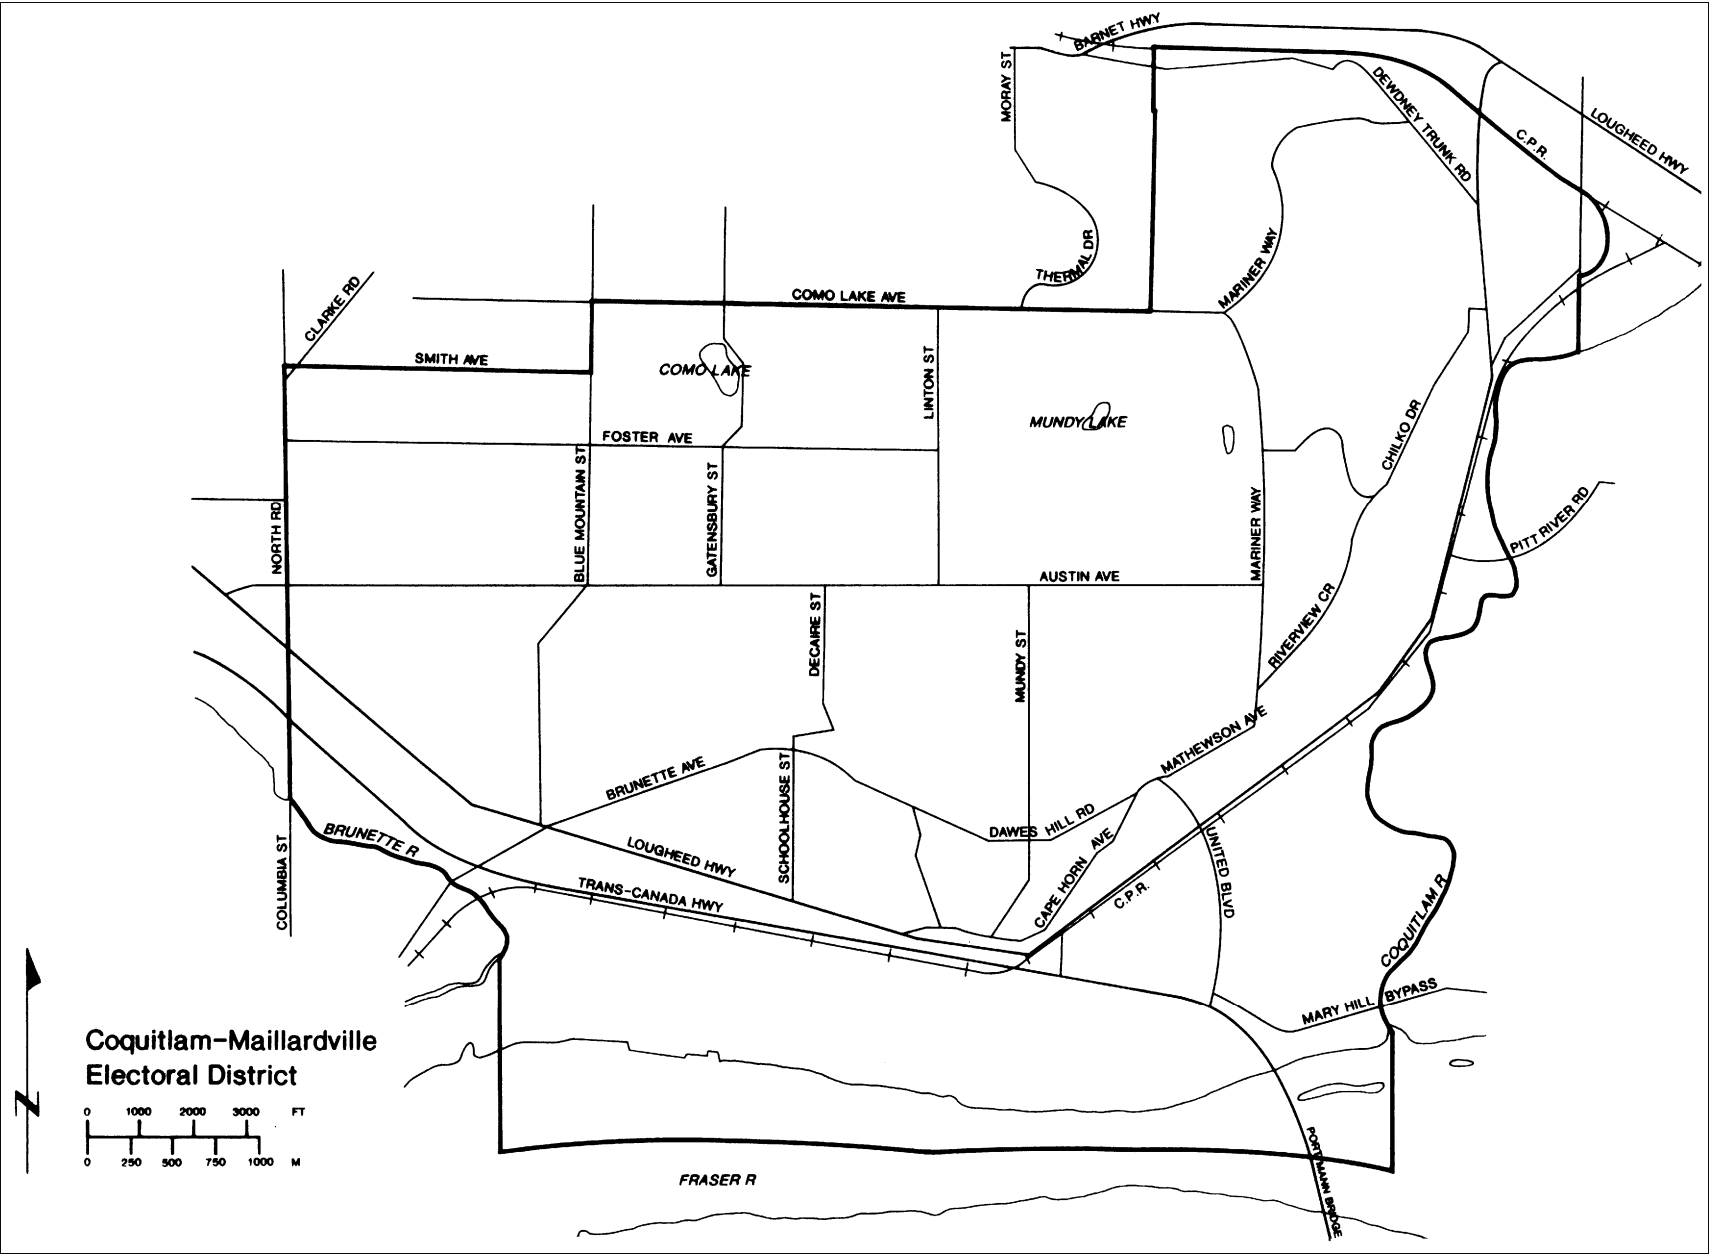 BARNET HWY
MORAY ST
DEWDNEY TRUNK RD
C.P.R.
LOUGHEED HWY
THERMAL DR
MARINER WAY
CLARKE RD
COMO LAKE AVE
SMITH AVE
COMO LAKE
LINTON ST
MUNDY LAKE
CHILKO DR
FOSTER AVE
NORTH RD
BLUE MOUNTAIN ST
GATENSBURY ST
MARINER WAY
PITT RIVER RD
AUSTIN AVE
DECAIRE ST
MUNDY ST
RIVERVIEW CR
MATHEWSON AVE
BRUNETTE AVE
SCHOOLHOUSE ST
DAWES HILL RD
CAPE HORN AVE
UNITED BLVD
BRUNETTE R
COLUMBIA ST
LOUGHEED HWY
TRANS-CANADA HWY
C.P.R.
COQUITLAM R
MARY HILL BYPASS
Coquitlam-Maillardville
Electoral District
0 1000 2000 3000 FT
0 250 500 750 1000 M
N
FRASER R
PORT MANN BRIDGE